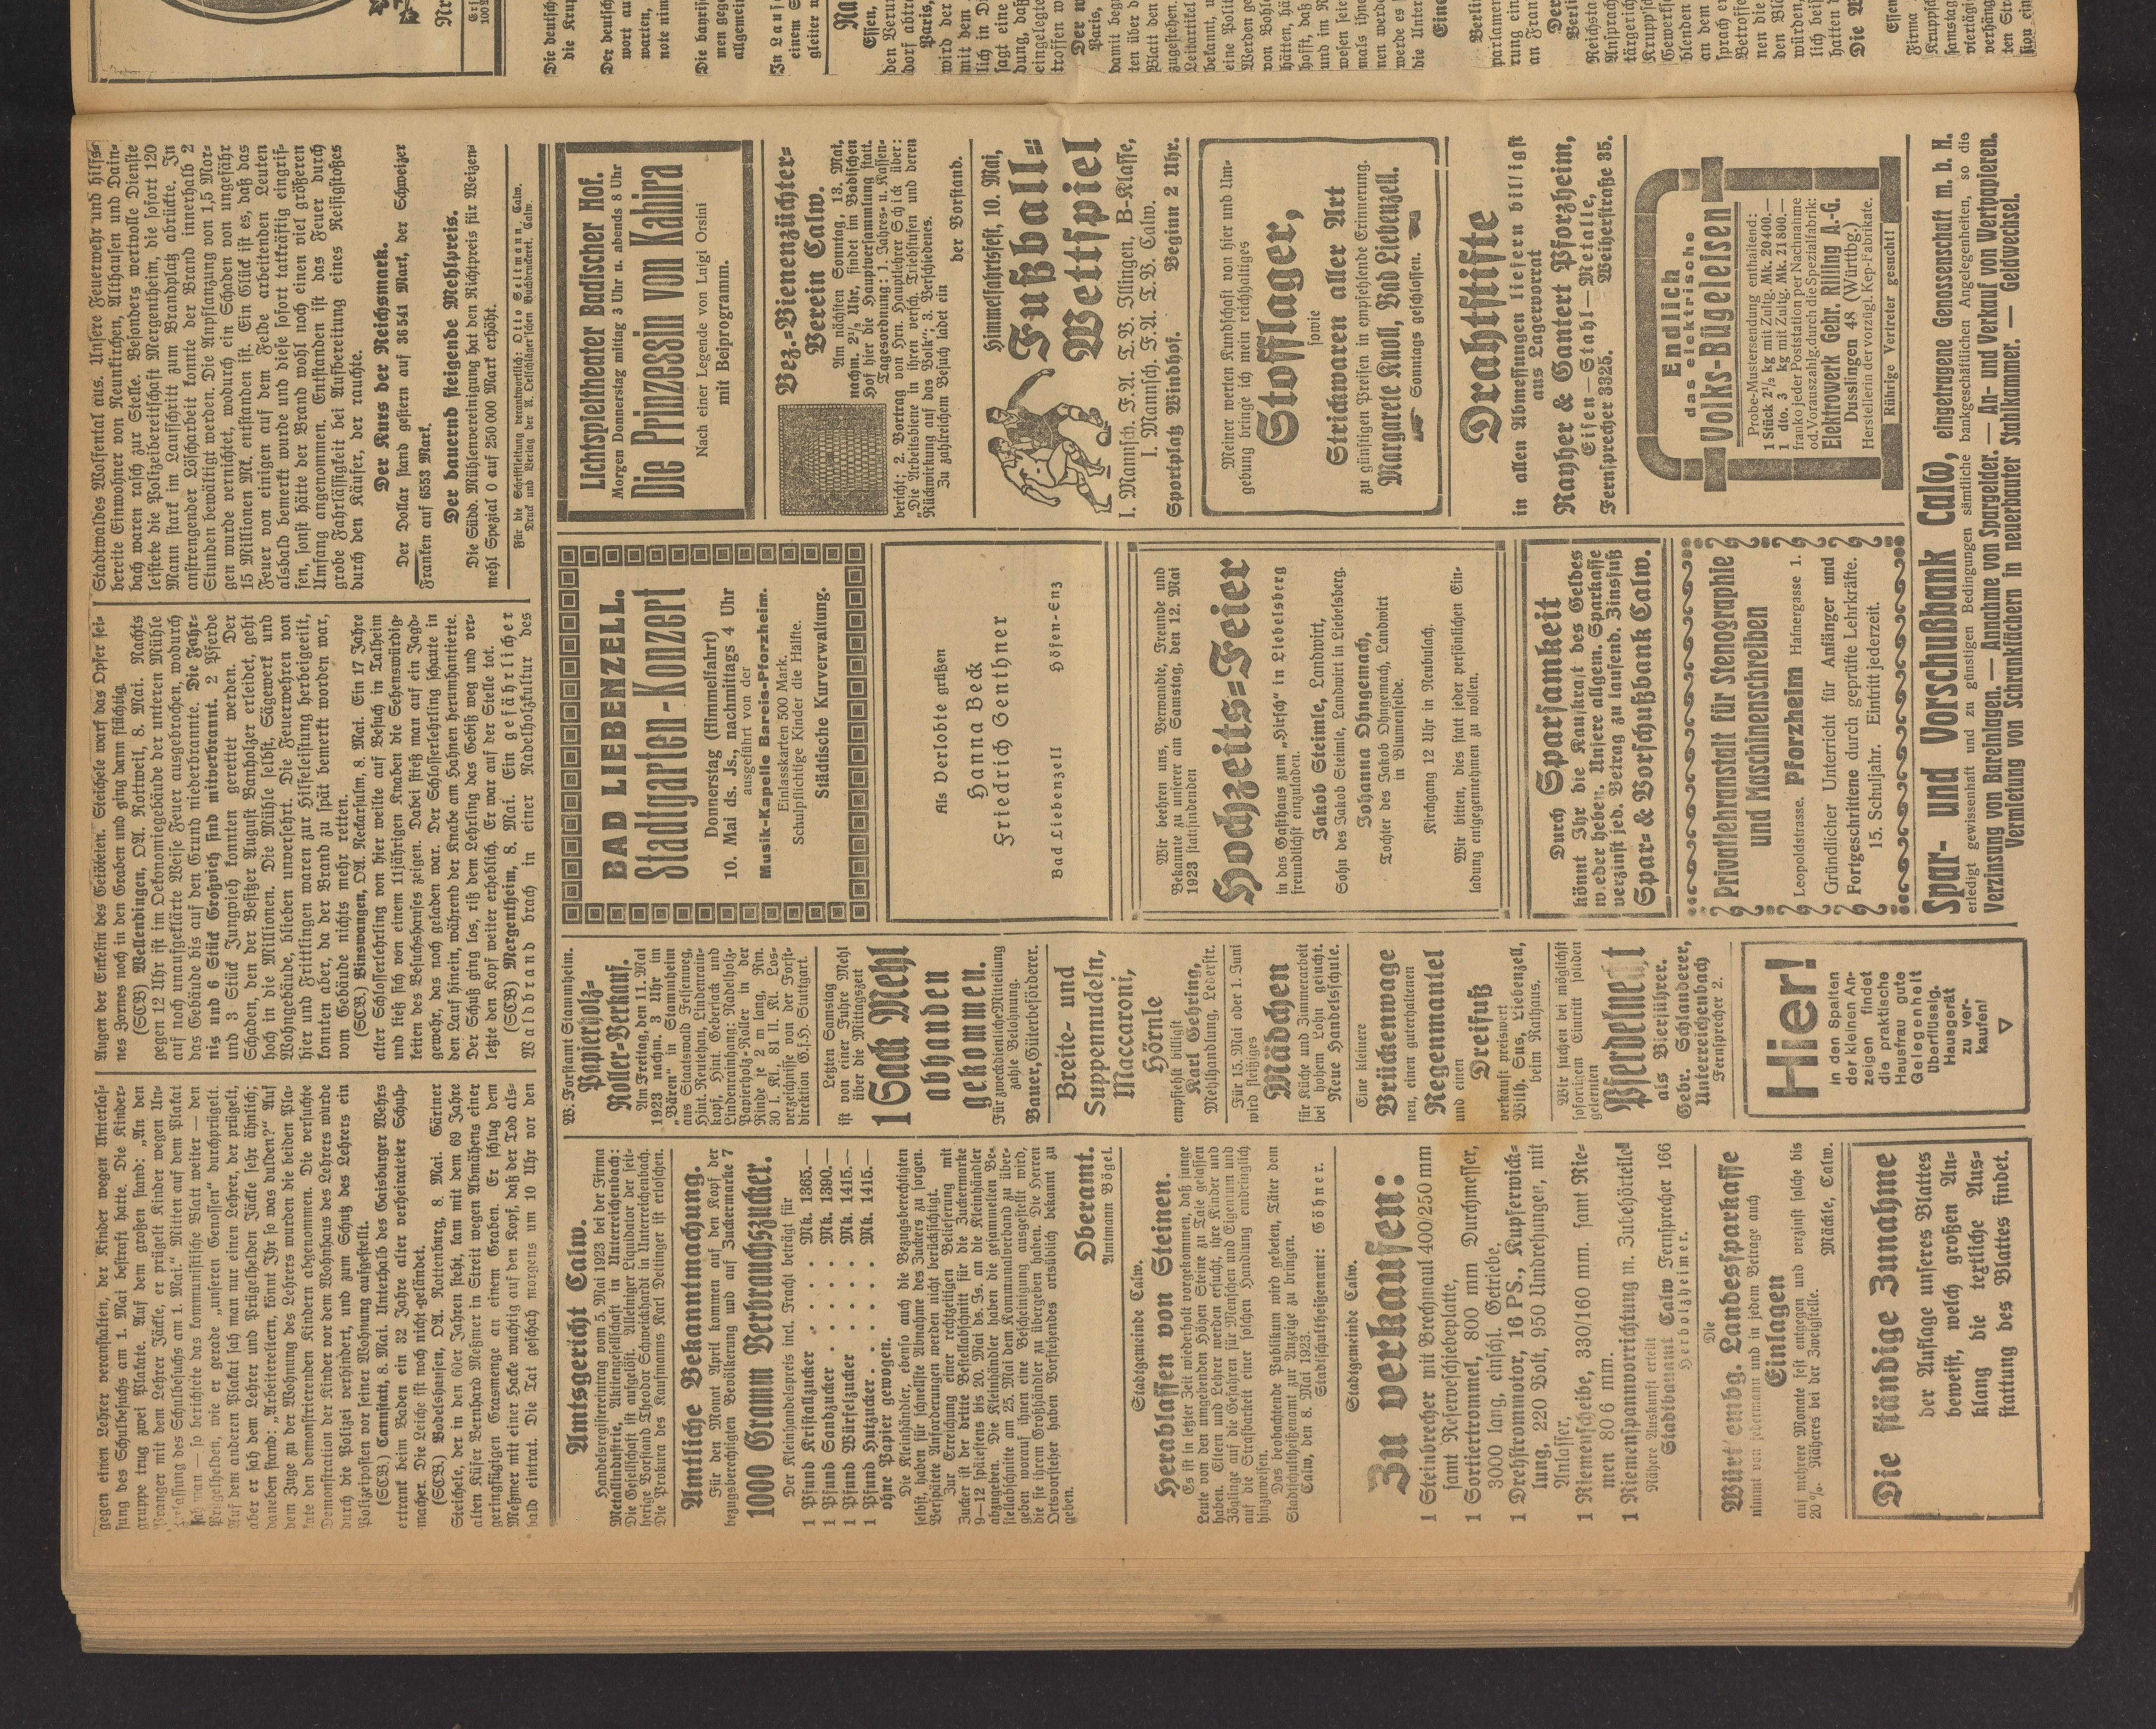 gegen einen Lehrer veranstalten, der Kinder wegen Unterlas-
sung des Schulbesuchs am 1. Mai bestraft hatte. Die Kinder-
gruppe trug zwei Plakate. Auf dem großen stand: „An den
Pranger mit dem Lehrer Jäckle, er prügelt Kinder wegen Un-
terlassung des Schulbesuchs am 1. Mai.“ Mitten auf dem Plakat
sah man — so berichtete das kommunistische Blatt weiter — den
Prügelhelden, wie er gerade „unseren Genossen“ durchprügelt.
Auf dem andern Plakat sah man nur einen Lehrer, der prügelt,
aber er sah dem Lehrer und Prügelhelden Jäckle sehr ähnlich;
daneben stand: „Arbeitereltern, könnt Ihr so was dulden?“ Auf
dem Zuge zu der Wohnung des Lehrers wurden die beiden Pla-
kate den demonstrierenden Kindern abgenommen. Die versuchte
Demonstration der Kinder vor dem Wohnhaus des Lehrers wurde
durch die Polizei verhindert, und zum Schutz des Lehrers ein
Polizeiposten vor seiner Wohnung aufgestellt.
(SCB.) Cannstatt, 8. Mai. Unterhalb des Gaisburger Wehrs
ertrank beim Baden ein 32 Jahre alter verheirateter Schuh-
macher. Die Leiche ist noch nicht geländet.
(SCB.) Bodelshausen, OA. Rottenburg, 8. Mai. Gärtner
Steichele, der in den 60er Jahren steht, kam mit dem 69 Jahre
alten Küfer Bernhard Meßmer in Streit wegen Abmähens einer
geringfügigen Grasmenge an einem Graben. Er schlug dem
Meßmer mit einer Hacke wuchtig auf den Kopf, daß der Tod als-
bald eintrat. Die Tat geschah morgens um 10 Uhr vor den
Augen der Enkelin des Getöteten. Steichele warf das Opfer sei-
nes Zornes noch in den Graben und ging dann flüchtig.
(SCB) Wellendingen, OA. Rottweil, 8. Mai. Nachts
gegen 12 Uhr ist im Oekonomiegebäude der unteren Mühle
auf noch unaufgeklärte Weise Feuer ausgebrochen, wodurch
das Gebäude bis auf den Grund niederbrannte. Die Fahr-
nis und 6 Stück Großvieh sind mitverbrannt. 2 Pferde
und 3 Stück Jungvieh konnten gerettet werden. Der
Schaden, den der Besitzer August Banholzer erleidet, geht
hoch in die Millionen. Die Mühle selbst, Sägewerk und
Wohngebäude, blieben unversehrt. Die Feuerwehren von
hier und Frittlingen waren zur Hilfeleistung herbeigeeilt,
konnten aber, da der Brand zu spät bemerkt worden war,
vom Gebäude nichts mehr retten.
(SCB.) Binswangen, OA. Neckarsulm, 8. Mai. Ein 17 Jahre
alter Schlosserlehrling von hier weilte auf Besuch in Talheim
und ließ sich von einem 11jährigen Knaben die Sehenswürdig-
keiten des Besuchshauses zeigen. Dabei stieß man auf ein Jagd-
gewehr, das noch geladen war. Der Schlosserlehrling schaute in
den Lauf hinein, während der Knabe am Hahnen herumhantierte.
Der Schuß ging los, riß dem Lehrling das Gebiß weg und ver-
letzte den Kopf weiter erheblich. Er war auf der Stelle tot.
(SCB) Mergentheim, 8. Mai. Ein gefährlicher
Waldbrand brach in einer Nadelholzkultur des
Stadtwaldes Wolfental aus. Unsere Feuerwehr und hilfs-
bereite Einwohner von Neunkirchen, Althausen und Dain-
bach waren rasch zur Stelle. Besonders wertvolle Dienste
leistete die Polizeibereitschaft Mergentheim, die sofort 120
Mann stark im Laufschritt zum Brandplatz abrückte. In
anstrengender Löscharbeit konnte der Brand innerhalb 2
Stunden bewältigt werden. Die Anpflanzung von 1,5 Mor-
gen wurde vernichtet, wodurch ein Schaden von ungefähr
15 Millionen Mk. entstanden ist. Ein Glück ist es, daß das
Feuer von einigen auf dem Felde arbeitenden Leuten
alsbald bemerkt wurde und diese sofort tatkräftig eingrif-
fen, sonst hätte der Brand wohl noch einen viel größeren
Umfang angenommen. Entstanden ist das Feuer durch
grobe Fahrlässigkeit bei Aufbereitung eines Reisigstoßes
durch den Käufer, der rauchte.
Der Kurs der Reichsmark.
Der Dollar stand gestern auf 36541 Mark, der Schweizer
Franken auf 6553 Mark.
Der dauernd steigende Mehlpreis.
Die Südd. Mühlenvereinigung hat den Richtpreis für Weizen-
mehl Spezial 0 auf 250 000 Mark erhöht.
Für die Schriftleitung verantwortlich: Otto Seltmann, Calw.
Druck und Verlag der A. Oelschläger'schen Buchdruckerei, Calw.
Amtsgericht Calw.
Handelsregistereintrag vom 5. Mai 1923 bei der Firma
Metallindustrie, Aktiengesellschaft in Unterreichenbach:
Die Gesellschaft ist aufgelöst. Alleiniger Liquidator der seit-
herige Vorstand Theodor Schweickhardt in Unterreichenbach.
Die Prokura des Kaufmanns Karl Oetinger ist erloschen.
Amtliche Bekanntmachung.
Für den Monat April kommen auf den Kopf der
bezugsberechtigten Bevölkerung und auf Zuckermarke 7
1000 Gramm Verbrauchszucker.
Der Kleinhandelspreis incl. Fracht beträgt für
1 Pfund Kristallzucker . . . . Mk. 1365.—
1 Pfund Sandzucker . . . . . Mk. 1390.—
1 Pfund Würfelzucker . . . . Mk. 1415.—
1 Pfund Hutzucker . . . . . . Mk. 1415.—
ohne Papier gewogen.
Die Kleinhändler, ebenso auch die Bezugsberechtigten
selbst, haben für schnellste Abnahme des Zuckers zu sorgen.
Verspätete Anforderungen werden nicht berücksichtigt.
Zur Erreichung einer rechtzeitigen Belieferung mit
Zucker ist der dritte Bestellabschnitt für die Zuckermarke
9—12 spätestens bis 20. Mai ds. Js. an die Kleinhändler
abzugeben. Die Kleinhändler haben die gesammelten Be-
stellabschnitte am 25. Mai dem Kommunalverband zu über-
geben worauf ihnen eine Bescheinigung ausgestellt wird,
die sie ihrem Großhändler zu übergeben haben. Die Herren
Ortsvorsteher haben Vorstehendes ortsüblich bekannt zu
geben.
Oberamt.
Amtmann Bögel.
Stadtgemeinde Calw.
Herablassen von Steinen.
Es ist in letzter Zeit wiederholt vorgekommen, daß junge
Leute von den umgebenden Höhen Steine zu Tale gelassen
haben. Eltern und Lehrer werden ersucht, ihre Kinder und
Zöglinge auf die Gefahren für Menschen und Eigentum und
auf die Strafbarkeit einer solchen Handlung eindringlich
hinzuweisen.
Das beobachtende Publikum wird gebeten, Täter dem
Stadtschultheißenamt zur Anzeige zu bringen.
Calw, den 8. Mai 1923.
Stadtschultheißenamt: Göhner.
Stadtgemeinde Calw.
Zu verkaufen:
1 Steinbrecher mit Brechmaul 400/250 mm
samt Reserveschiebeplatte,
1 Sortiertrommel, 800 mm Durchmesser,
3000 lang, einschl. Getriebe,
1 Drehstrommotor, 16 PS., Kupferwick-
lung, 220 Volt, 950 Umdrehungen, mit
Anlasser,
1 Riemenscheibe, 330/160 mm. samt Rie-
men 80 6 mm.
1 Riemenspannvorrichtung m. Zubehörteile
Nähere Auskunft erteilt
Stadtbauamt Calw Fernsprecher 166
Herbolzheimer.
Die
Württembg. Landessparkasse
nimmt von jedermann und in jedem Betrage auch
Einlagen
auf mehrere Monate fest entgegen und verzinst solche bis
20 %. Näheres bei der Zweigstelle. Mäckle, Calw.
Die ständige Zunahme
der Auflage unseres Blattes
beweist, welch großen An-
klang die textliche Aus-
stattung des Blattes findet.
W. Forstamt Stammheim.
Papierholz-
Roller-Verkauf.
Am Freitag, den 11. Mai
1923 nachm. 3 Uhr im
„Bären“ in Stammheim
aus Staatswald Felsenweg,
Hint. Reutehau, Lindenrain-
kopf, Hint. Geberjack und
Lindenrainhang: Nadelholz-
Papierholz-Roller in der
Rinde je 2 m lang, Rm.
30 I. Kl., 81 II. Kl. Los-
verzeichnisse von der Forst-
direktion G.f.H. Stuttgart.
Letzten Samstag
ist von einer Fuhre Mehl
über die Mittagszeit
1 Sack Mehl
abhanden
gekommen.
Für zweckdienliche Mitteilung
zahle Belohnung.
Bauer, Güterbeförderer.
Breite- und
Suppennudeln,
Maccaroni,
Hörnle
empfiehlt billigst
Karl Gehring,
Mehlhandlung, Lederstr.
Für 15. Mai oder 1. Juni
wird fleißiges
Mädchen
für Küche und Zimmerarbeit
bei hohem Lohn gesucht.
Neue Handelsschule.
Eine kleinere
Brückenwage
neu, einen guterhaltenen
Regenmantel
und einen
Dreifuß
verkauft preiswert
Wilh. Sus, Liebenzell,
beim Rathaus.
Wir suchen bei möglichst
sofortigem Eintritt soliden
gelernten
Pferdeknecht
als Bierführer.
Gebr. Schlanderer,
Unterreichenbach
Fernsprecher 2.
Hier!
in den Spalten
der kleinen An-
zeigen findet
die praktische
Hausfrau gute
Gelegenheit
überflüssig.
Hausgerät
zu ver-
kaufen!
BAD LIEBENZELL.
Stadtgarten-Konzert
Donnerstag (Himmelfahrt)
10. Mai ds. Js., nachmittags 4 Uhr
ausgeführt von der
Musik-Kapelle Bareis-Pforzheim.
Einlasskarten 500 Mark.
Schulpflichtige Kinder die Hälfte.
Städtische Kurverwaltung.
Als Verlobte grüßen
Hanna Beck
Friedrich Genthner
Bad Liebenzell Höfen-Enz
Wir beehren uns, Verwandte, Freunde und
Bekannte zu unserer am Samstag, den 12. Mai
1923 stattfindenden
Hochzeits-Feier
in das Gasthaus zum „Hirsch“ in Liebelsberg
freundlichst einzuladen.
Jakob Steimle, Landwirt,
Sohn des Jakob Steimle, Landwirt in Liebelsberg.
Johanna Ohngemach,
Tochter des Jakob Ohngemach, Landwirt
in Blumenfelde.
Kirchgang 12 Uhr in Neubulach.
Wir bitten, dies statt jeder persönlichen Ein-
ladung entgegennehmen zu wollen.
Durch Sparsamkeit
könnt Ihr die Kaufkraft des Geldes
wieder heben. Unsere allgem. Sparkasse
verzinst jed. Betrag zu laufend. Zinsfuß
Spar- & Vorschußbank Calw.
Privatlehranstalt für Stenographie
und Maschinenschreiben
Leopoldstrasse. Pforzheim Hafnergasse 1.
Gründlicher Unterricht für Anfänger und
Fortgeschrittene durch geprüfte Lehrkräfte.
15. Schuljahr. Eintritt jederzeit.
Lichtspieltheater Badischer Hof.
Morgen Donnerstag mittag 3 Uhr u. abends 8 Uhr
Die Prinzessin von Kabira
Nach einer Legende von Luigi Orsini
mit Beiprogramm.
Bez.-Bienenzüchter-
Verein Calw.
Am nächsten Sonntag, 13. Mai,
nachm. 2½ Uhr, findet im Badischen
Hof hier die Hauptversammlung statt.
Tagesordnung: 1. Jahres- u. Kassen-
bericht; 2. Vortrag von Hrn. Hauptlehrer Schick über:
„Die Arbeitsbiene in ihren versch. Triebstufen und deren
Rückwirkung auf das Volk“; 3. Verschiedenes.
Zu zahlreichem Besuch ladet ein
der Vorstand.
Himmelfahrtsfest, 10. Mai,
Fußball-
Wettspiel
I. Mannsch. F.A. T.V. Illingen, B-Klasse,
I. Mannsch. F.A. T.V. Calw.
Sportplatz Windhof. Beginn 2 Uhr.
Meiner werten Kundschaft von hier und Um-
gebung bringe ich mein reichhaltiges
Stofflager,
sowie
Strickwaren aller Art
zu günstigen Preisen in empfehlende Erinnerung.
Margarete Knoll, Bad Liebenzell.
Sonntags geschlossen.
Drahtstifte
in allen Abmessungen liefern billigst
aus Lagervorrat
Rayher & Gantert Pforzheim,
Eisen—Stahl—Metalle,
Fernsprecher 3325. Weiherstraße 35.
Endlich
das elektrische
Volks-Bügeleisen
Probe-Mustersendung enthaltend:
1 Stück 2½ kg mit Zultg. Mk. 20400.—
1 dto. 3 kg mit Zultg. Mk. 21800.—
franko jeder Poststation per Nachnahme
od. Vorauszahlg. durch die Spezialfabrik:
Elektrowerk Gebr. Rilling A.-G.
Dusslingen 48 (Württbg.)
Herstellerin der vorzügl. Kep-Fabrikate.
Rührige Vertreter gesucht!
Spar- und Vorschußbank Calw, eingetragene Genossenschaft m. b. H.
erledigt gewissenhaft und zu günstigen Bedingungen sämtliche bankgeschäftlichen Angelegenheiten, so die
Verzinsung von Bareinlagen. — Annahme von Spargelder. — An- und Verkauf von Wertpapieren.
Vermietung von Schrankfächern in neuerbauter Stahlkammer. — Geldwechsel.